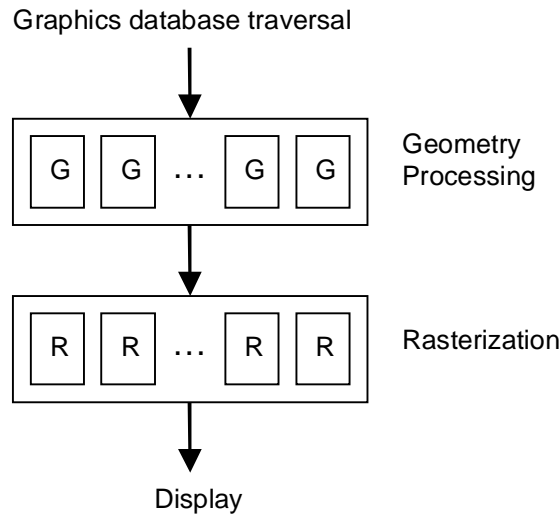 Graphics database traversal
G G ... G G
Geometry
Processing
R R ... R R
Rasterization
Display